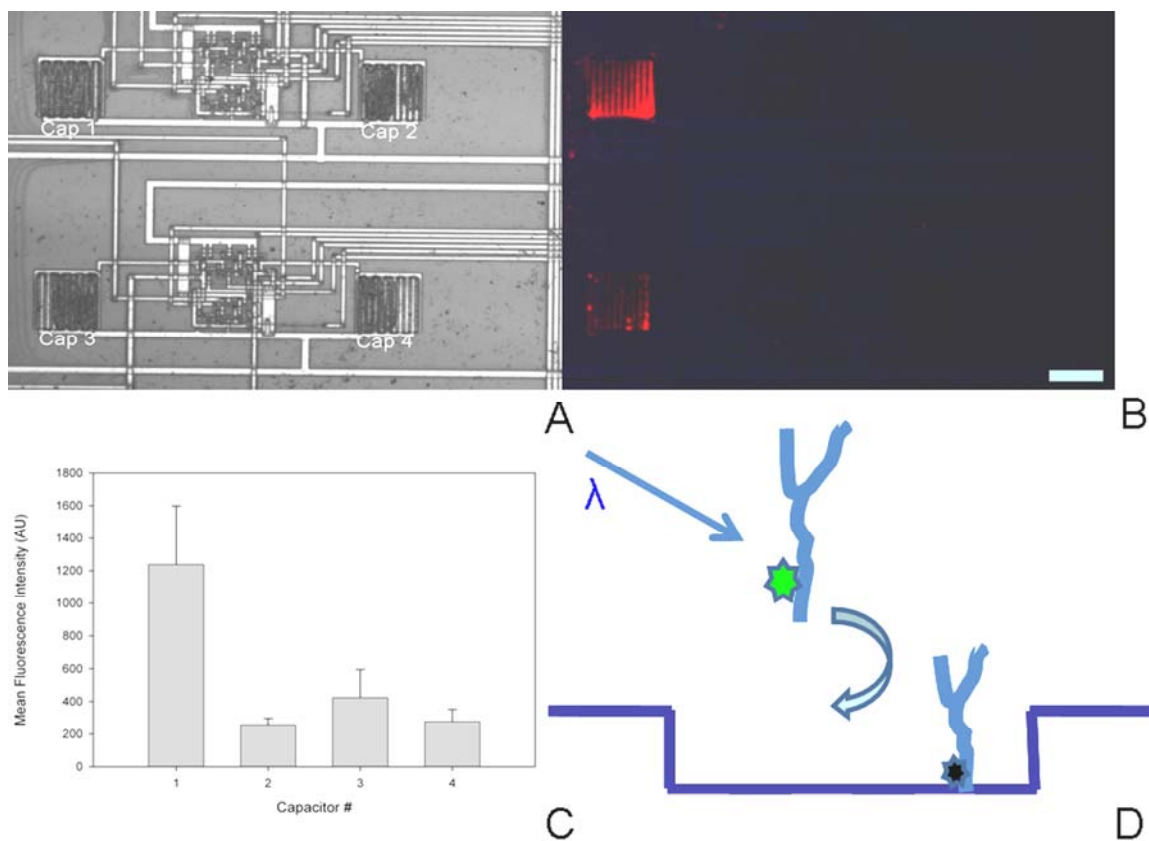 Cap 1
Cap 2
Cap 3
Cap 4
A
B
1800
1600
1400
1200
1000
800
600
400
200
0
Mean Fluorescence Intensity (AU)
1 2 3 4
Capacitor #
C
λ
D